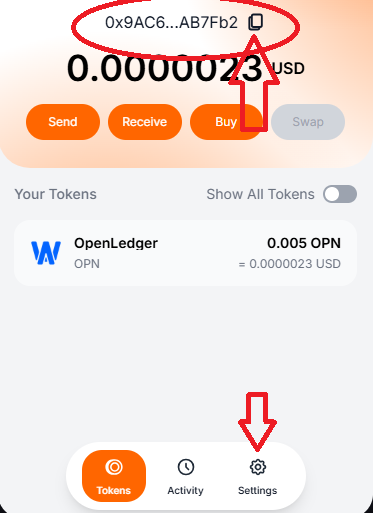 0x9AC6...AB7Fb2
0.0000023 USD
Send Receive Buy Swap
Your Tokens Show All Tokens
OpenLedger 0.005 OPN
OPN = 0.0000023 USD
Tokens Activity Settings